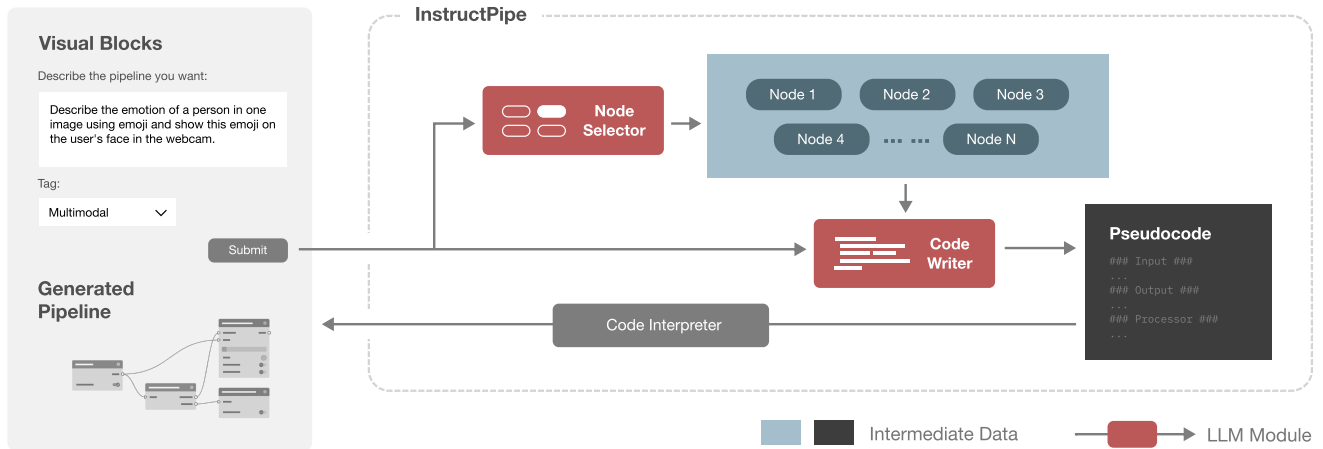 InstructPipe
Visual Blocks
Describe the pipeline you want:
Describe the emotion of a person in one
image using emoji and show this emoji on
the user's face in the webcam.
Tag:
Multimodal
Submit
Generated
Pipeline
Node
Selector
Node 1
Node 2
Node 3
Node 4
... ...
Node N
Code
Writer
Pseudocode
### Input ###
...
### Output ###
...
### Processor ###
...
Code Interpreter
Intermediate Data
LLM Module